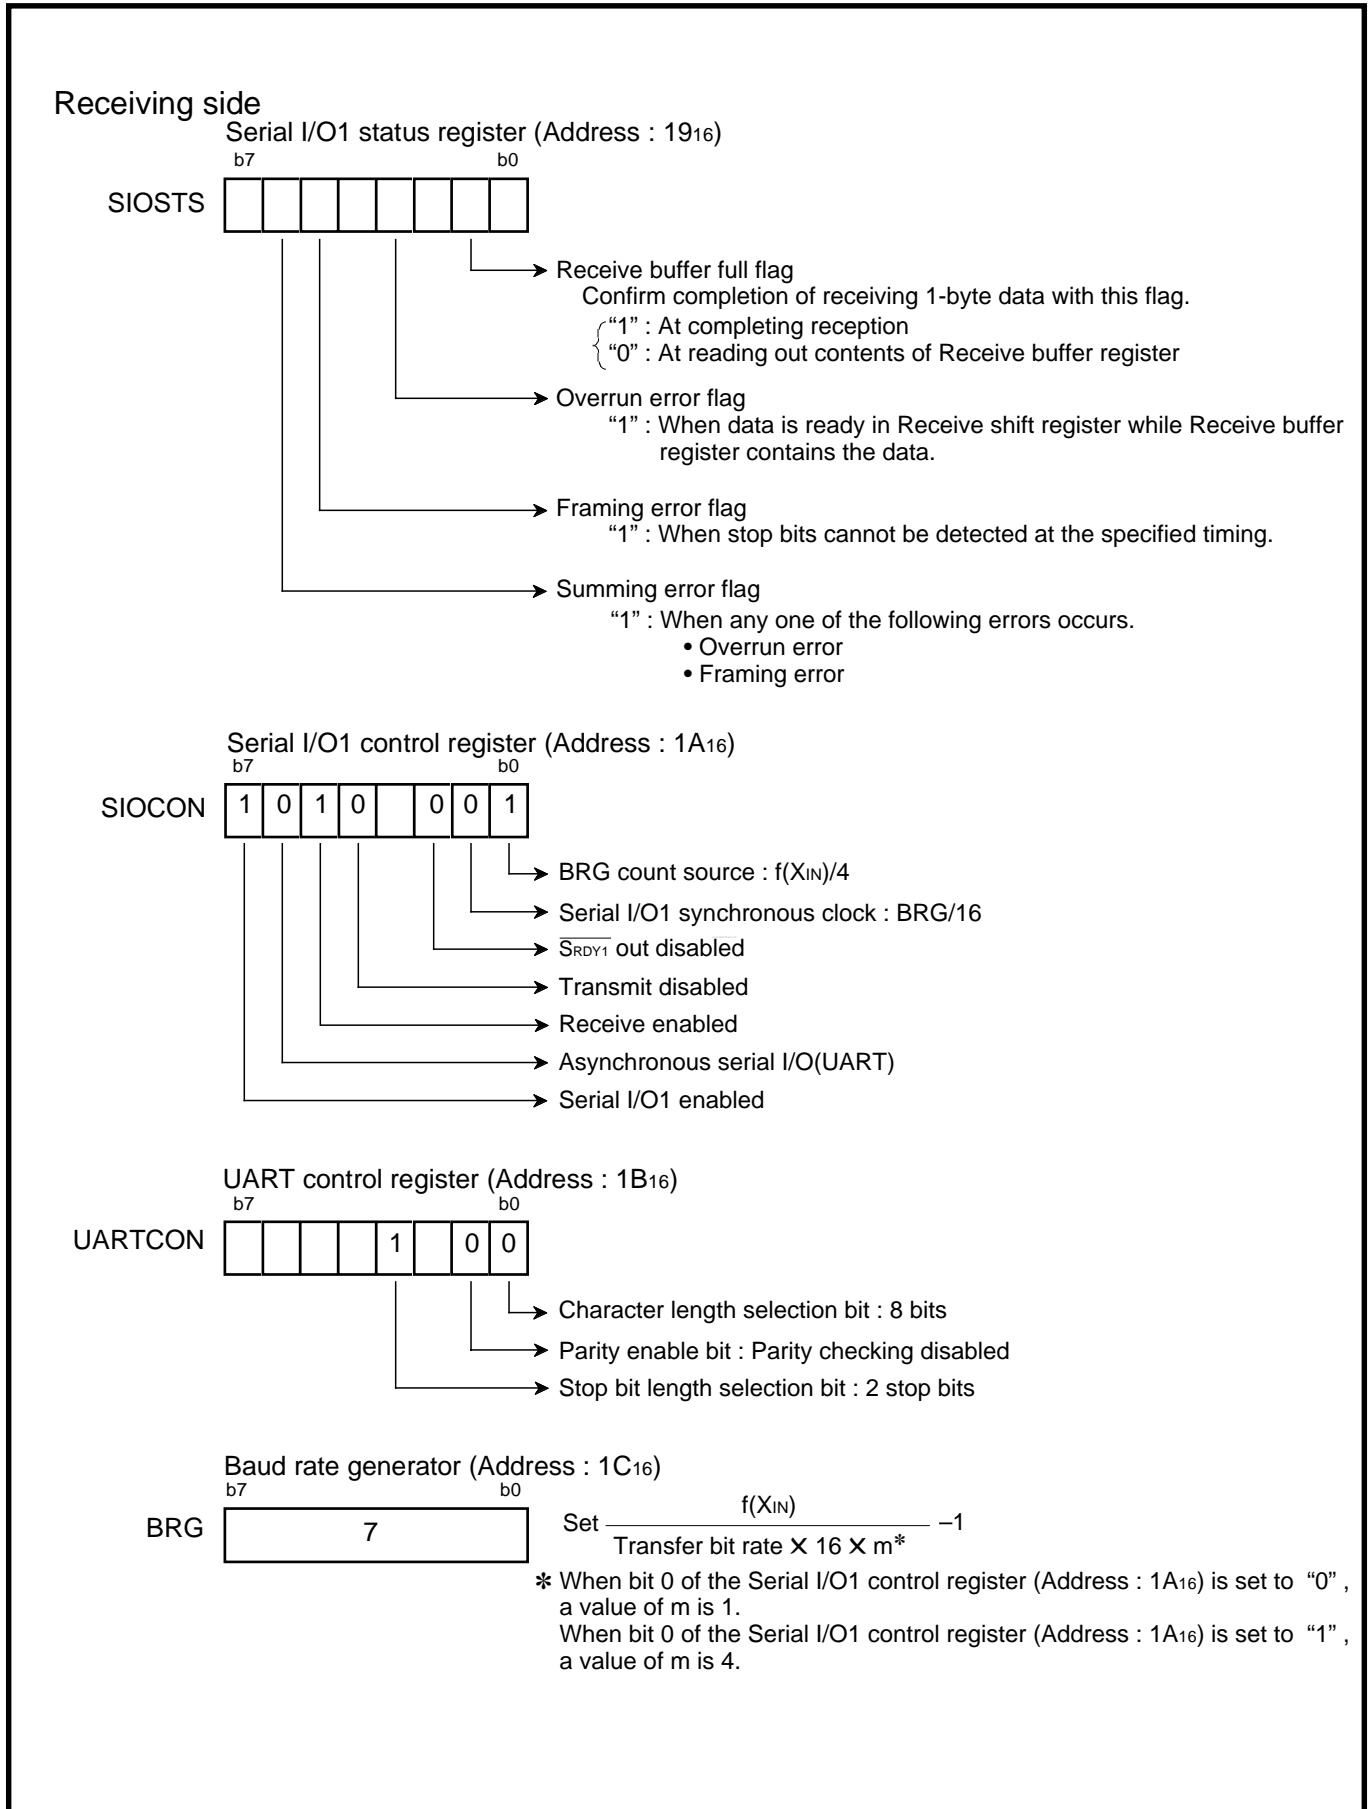 Receiving side
Serial I/O1 status register (Address : 1916)
b7 b0
SIOSTS
Receive buffer full flag
Confirm completion of receiving 1-byte data with this flag.
“1” : At completing reception
“0” : At reading out contents of Receive buffer register
Overrun error flag
“1” : When data is ready in Receive shift register while Receive buffer
register contains the data.
Framing error flag
“1” : When stop bits cannot be detected at the specified timing.
Summing error flag
“1” : When any one of the following errors occurs.
• Overrun error
• Framing error
Serial I/O1 control register (Address : 1A16)
b7 b0
SIOCON 1 0 1 0 0 0 1
BRG count source : f(XIN)/4
Serial I/O1 synchronous clock : BRG/16
SRDY1 out disabled
Transmit disabled
Receive enabled
Asynchronous serial I/O(UART)
Serial I/O1 enabled
UART control register (Address : 1B16)
b7 b0
UARTCON 1 0 0
Character length selection bit : 8 bits
Parity enable bit : Parity checking disabled
Stop bit length selection bit : 2 stop bits
Baud rate generator (Address : 1C16)
b7 b0
BRG 7
f(XIN)
Set –1
Transfer bit rate ✕ 16 ✕ m*
* When bit 0 of the Serial I/O1 control register (Address : 1A16) is set to “0” ,
a value of m is 1.
When bit 0 of the Serial I/O1 control register (Address : 1A16) is set to “1” ,
a value of m is 4.